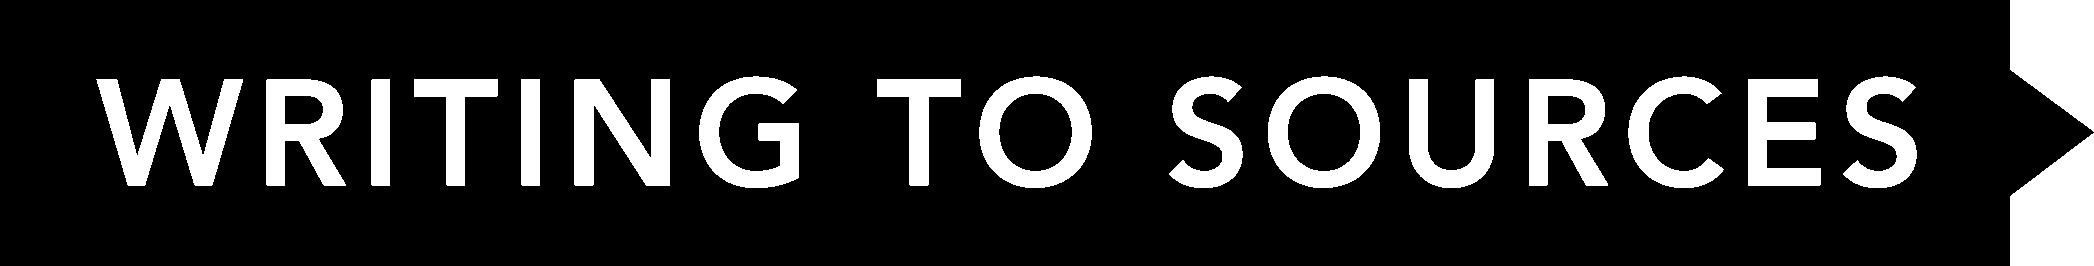 WRITING TO SOURCES